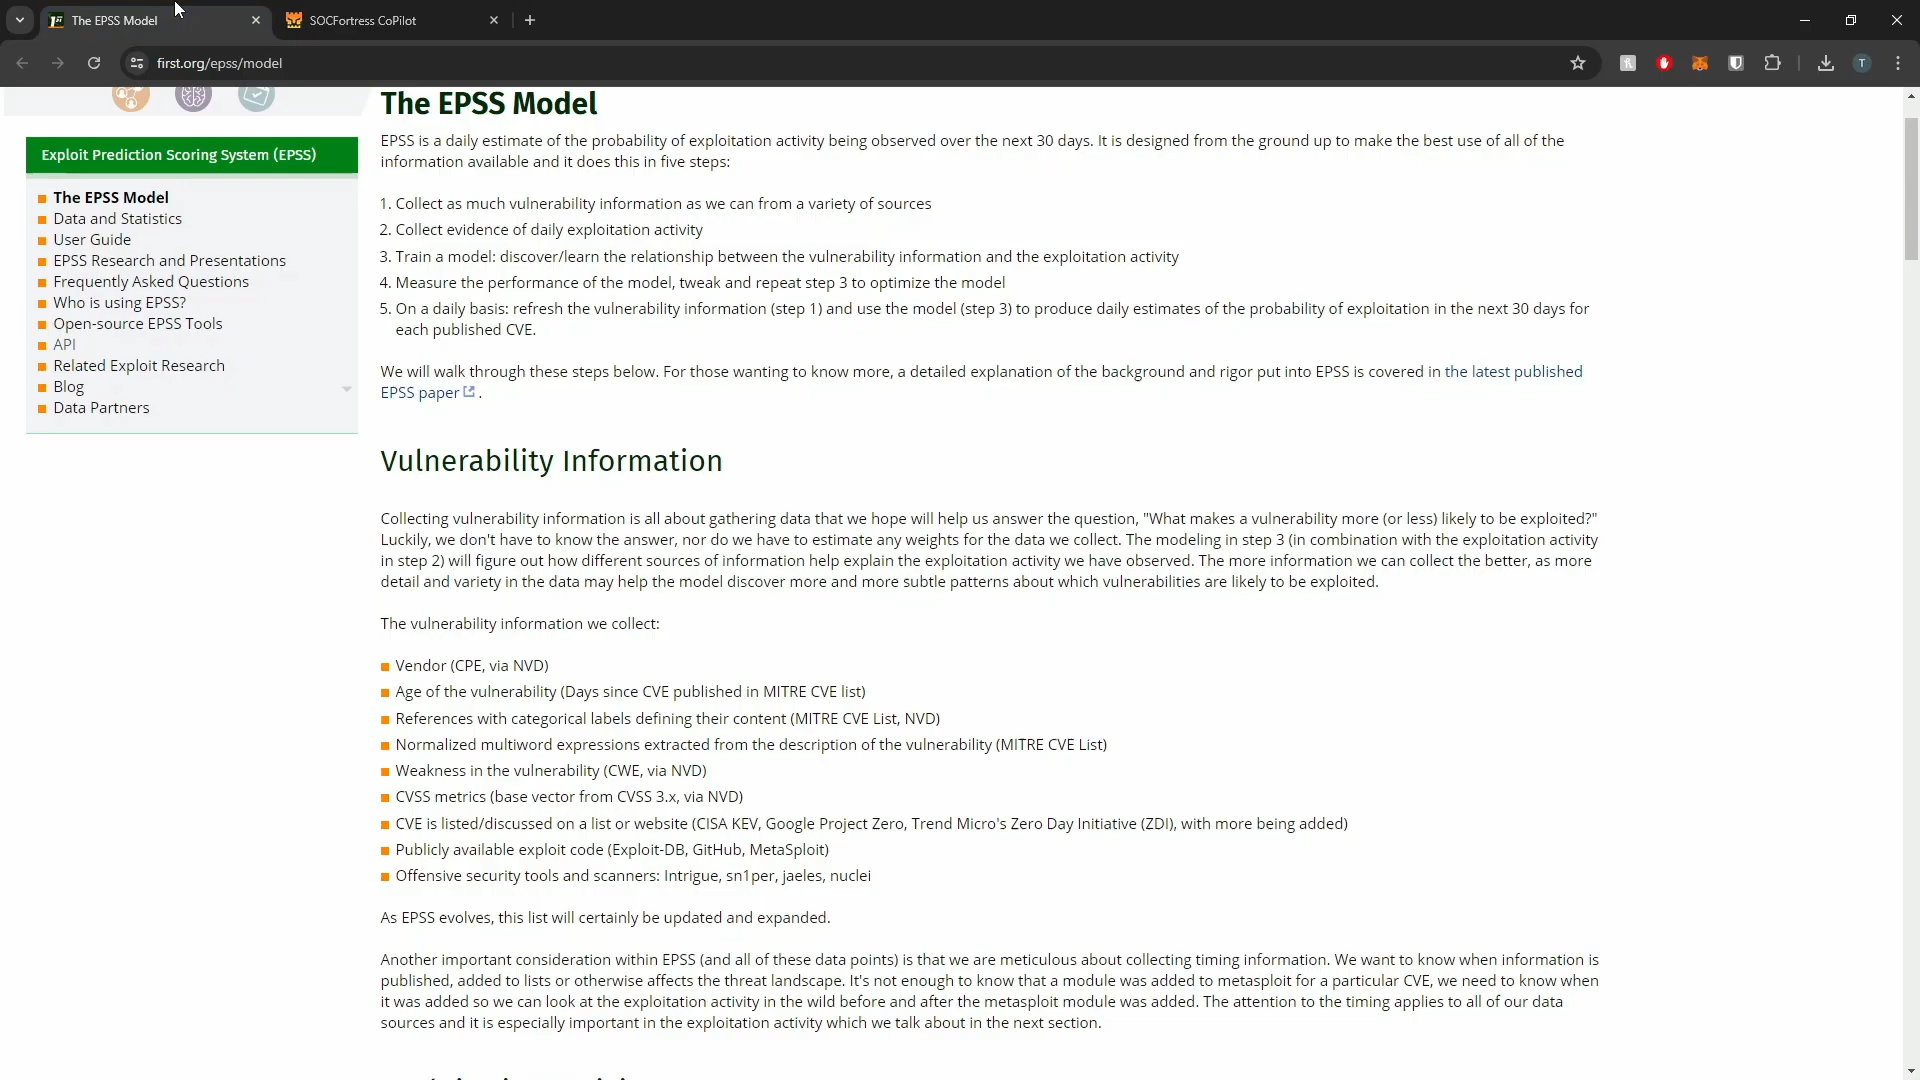 The EPSS Model
SOCFortress CoPilot
first.org/epss/model
T
The EPSS Model
EPSS is a daily estimate of the probability of exploitation activity being observed over the next 30 days. It is designed from the ground up to make the best use of all of the
information available and it does this in five steps:
Exploit Prediction Scoring System (EPSS)
The EPSS Model
Data and Statistics
User Guide
EPSS Research and Presentations
Frequently Asked Questions
Who is using EPSS?
Open-source EPSS Tools
API
Related Exploit Research
Blog
Data Partners
1. Collect as much vulnerability information as we can from a variety of sources
2. Collect evidence of daily exploitation activity
3. Train a model: discover/learn the relationship between the vulnerability information and the exploitation activity
4. Measure the performance of the model, tweak and repeat step 3 to optimize the model
5. On a daily basis: refresh the vulnerability information (step 1) and use the model (step 3) to produce daily estimates of the probability of exploitation in the next 30 days for
each published CVE.
We will walk through these steps below. For those wanting to know more, a detailed explanation of the background and rigor put into EPSS is covered in the latest published
EPSS paper .
Vulnerability Information
Collecting vulnerability information is all about gathering data that we hope will help us answer the question, "What makes a vulnerability more (or less) likely to be exploited?"
Luckily, we don't have to know the answer, nor do we have to estimate any weights for the data we collect. The modeling in step 3 (in combination with the exploitation activity
in step 2) will figure out how different sources of information help explain the exploitation activity we have observed. The more information we can collect the better, as more
detail and variety in the data may help the model discover more and more subtle patterns about which vulnerabilities are likely to be exploited.
The vulnerability information we collect:
Vendor (CPE, via NVD)
Age of the vulnerability (Days since CVE published in MITRE CVE list)
References with categorical labels defining their content (MITRE CVE List, NVD)
Normalized multiword expressions extracted from the description of the vulnerability (MITRE CVE List)
Weakness in the vulnerability (CWE, via NVD)
CVSS metrics (base vector from CVSS 3.x, via NVD)
CVE is listed/discussed on a list or website (CISA KEV, Google Project Zero, Trend Micro's Zero Day Initiative (ZDI), with more being added)
Publicly available exploit code (Exploit-DB, GitHub, MetaSploit)
Offensive security tools and scanners: Intrigue, sn1per, jaeles, nuclei
As EPSS evolves, this list will certainly be updated and expanded.
Another important consideration within EPSS (and all of these data points) is that we are meticulous about collecting timing information. We want to know when information is
published, added to lists or otherwise affects the threat landscape. It's not enough to know that a module was added to metasploit for a particular CVE, we need to know when
it was added so we can look at the exploitation activity in the wild before and after the metasploit module was added. The attention to the timing applies to all of our data
sources and it is especially important in the exploitation activity which we talk about in the next section.